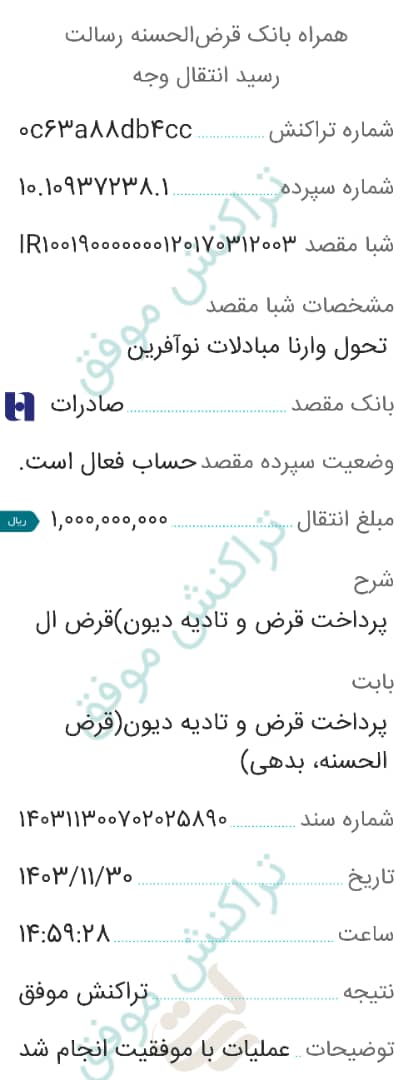 همراه بانک قرض‌الحسنه رسالت
رسید انتقال وجه
شماره تراکنش ۰c۶۳a۸۸db۴cc
شماره سپرده ۱۰.۱۰۹۳۷۲۳۸.۱
شبا مقصد IR۱۰۰۱۹۰۰۰۰۰۰۰۱۲۰۱۷۰۳۱۲۰۰۳
مشخصات شبا مقصد
تحول وارنا مبادلات نوآفرین
بانک مقصد صادرات
وضعیت سپرده مقصد حساب فعال است.
مبلغ انتقال ۱,۰۰۰,۰۰۰,۰۰۰ ریال
شرح
پرداخت قرض و تادیه دیون)قرض ال
بابت
پرداخت قرض و تادیه دیون(قرض
الحسنه، بدهی)
شماره سند ۱۴۰۳۱۱۳۰۰۷۰۲۰۲۵۸۹۰
تاریخ ۱۴۰۳/۱۱/۳۰
ساعت ۱۴:۵۹:۲۸
نتیجه تراکنش موفق
توضیحات عملیات با موفقیت انجام شد
تراکنش موفق
تراکنش موفق
تراکنش موفق